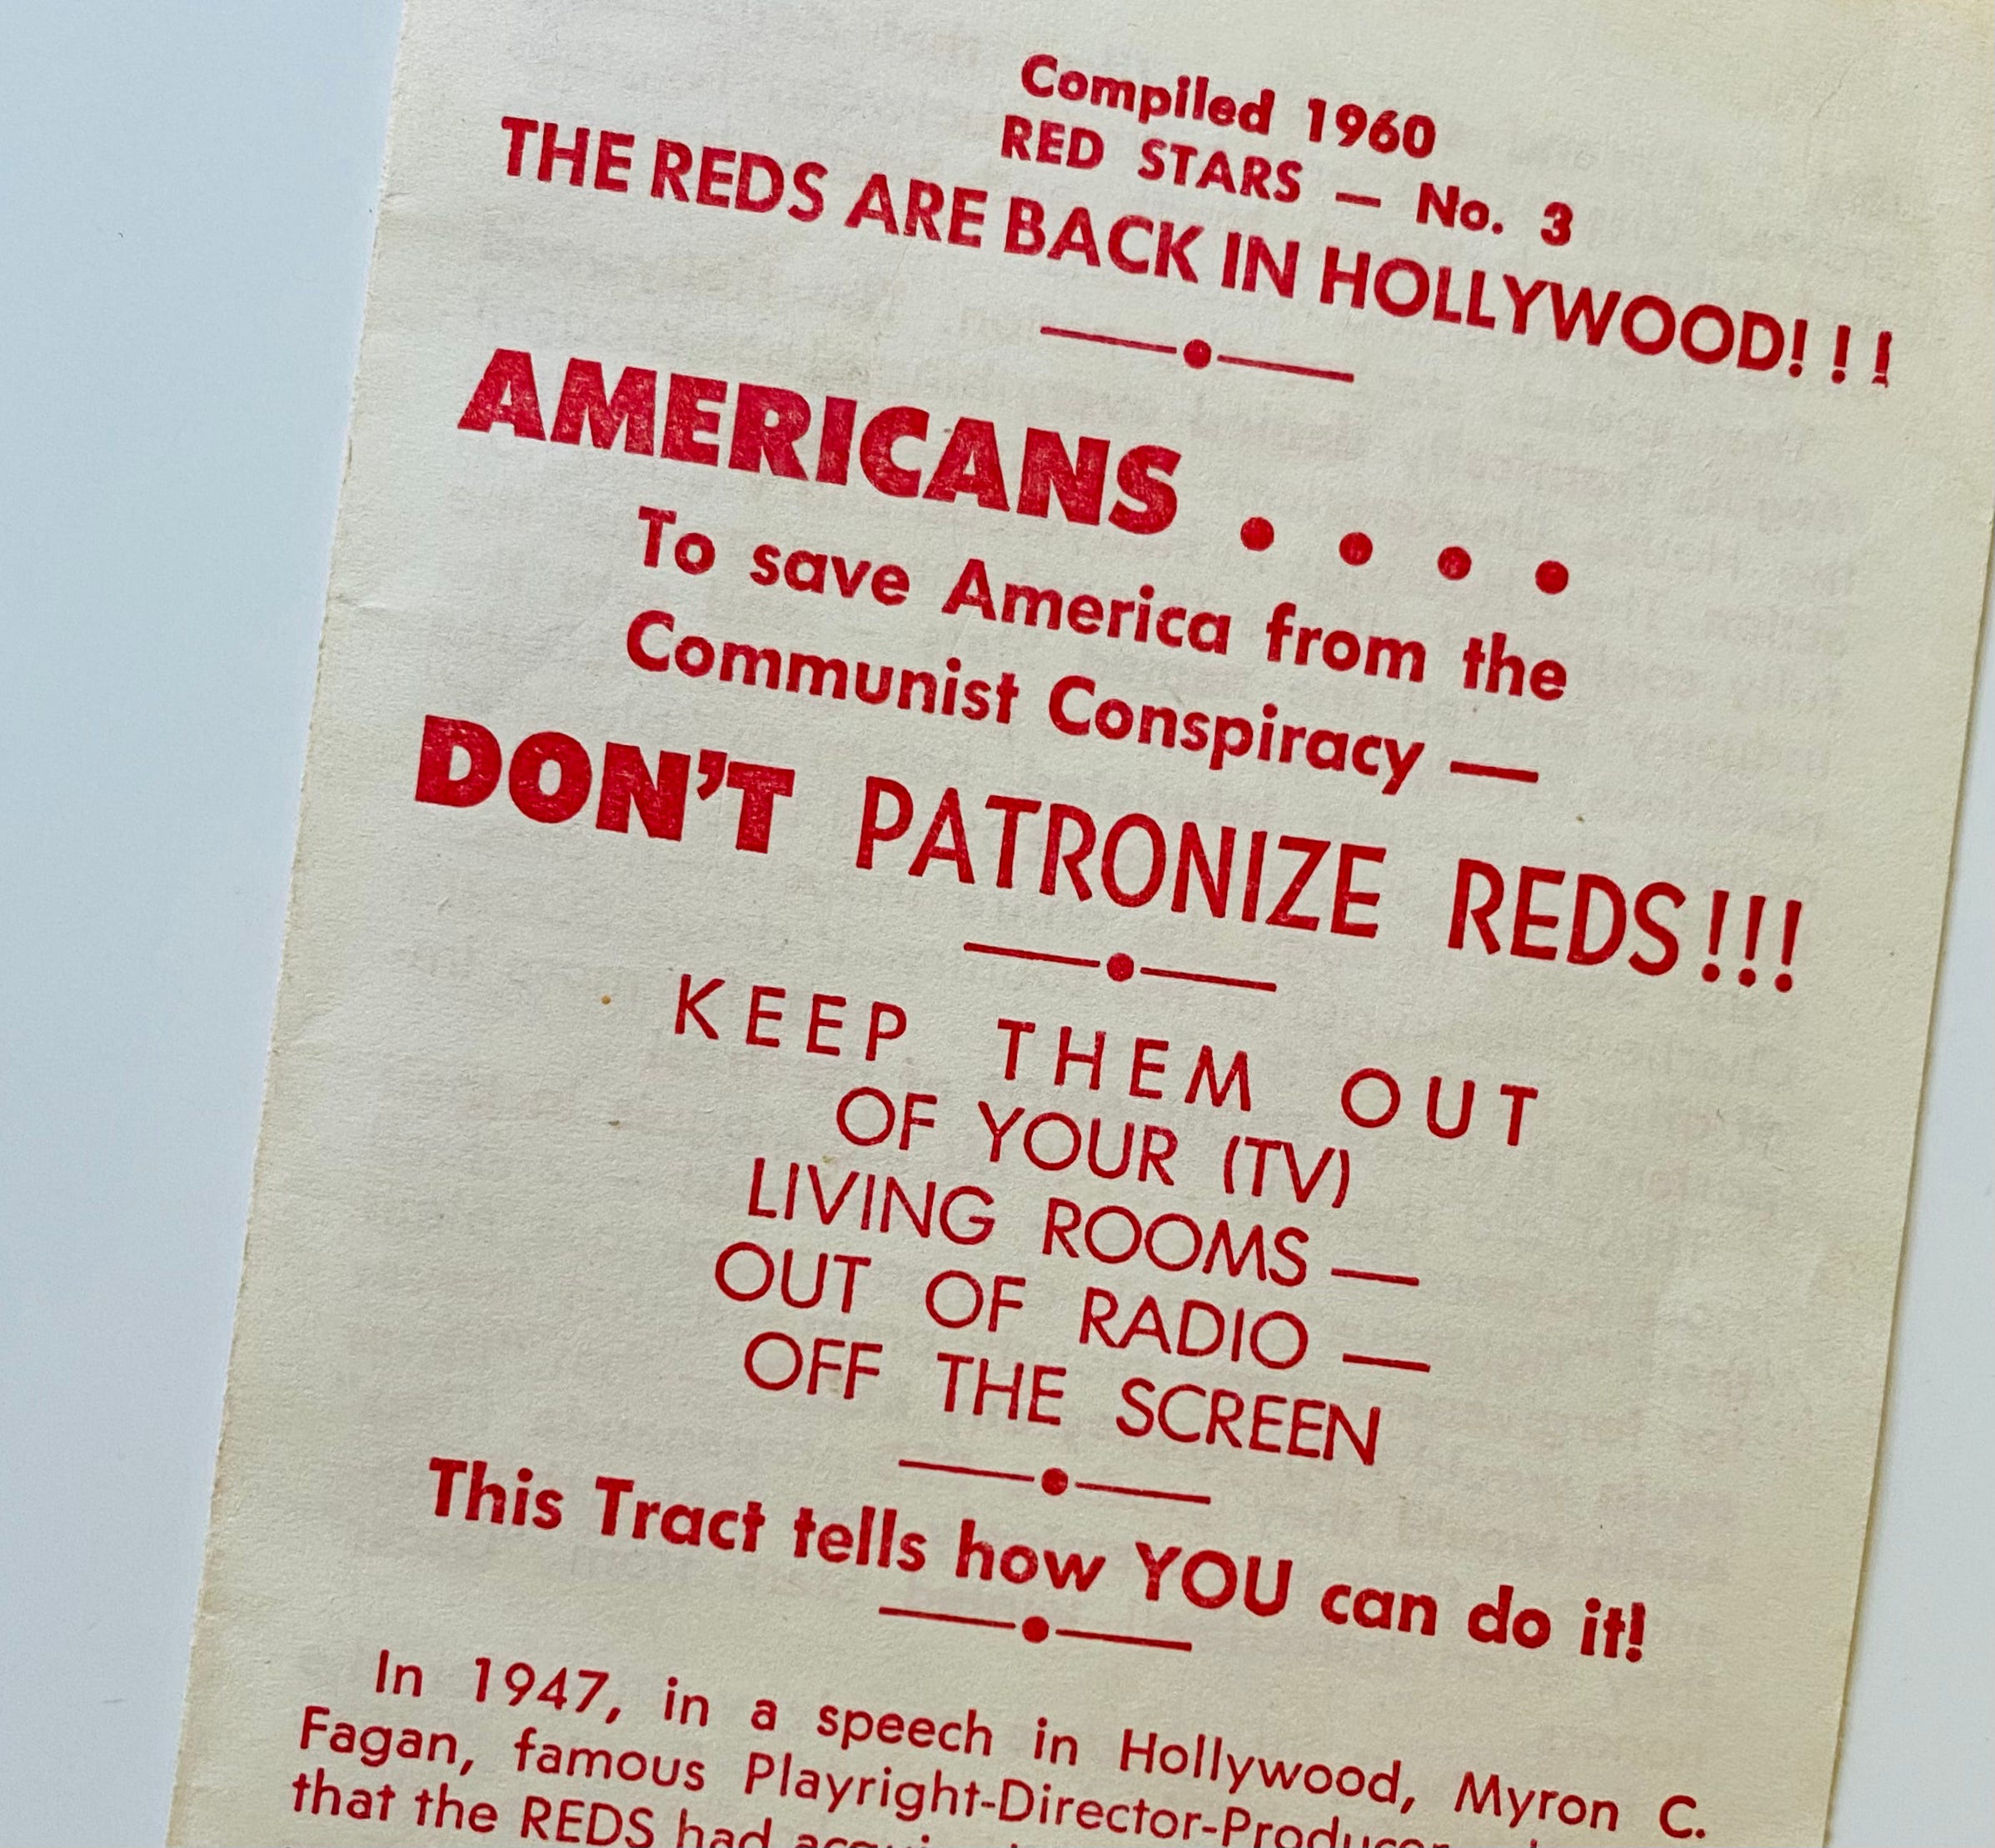 Compiled 1960
RED STARS — No. 3
THE REDS ARE BACK IN HOLLYWOOD!!!
AMERICANS . . . .
To save America from the
Communist Conspiracy —
DON'T PATRONIZE REDS!!!
KEEP THEM OUT
OF YOUR (TV)
LIVING ROOMS —
OUT OF RADIO —
OFF THE SCREEN
This Tract tells how YOU can do it!
In 1947, in a speech in Hollywood, Myron C.
Fagan, famous Playright-Director-Producer
that the REDS had